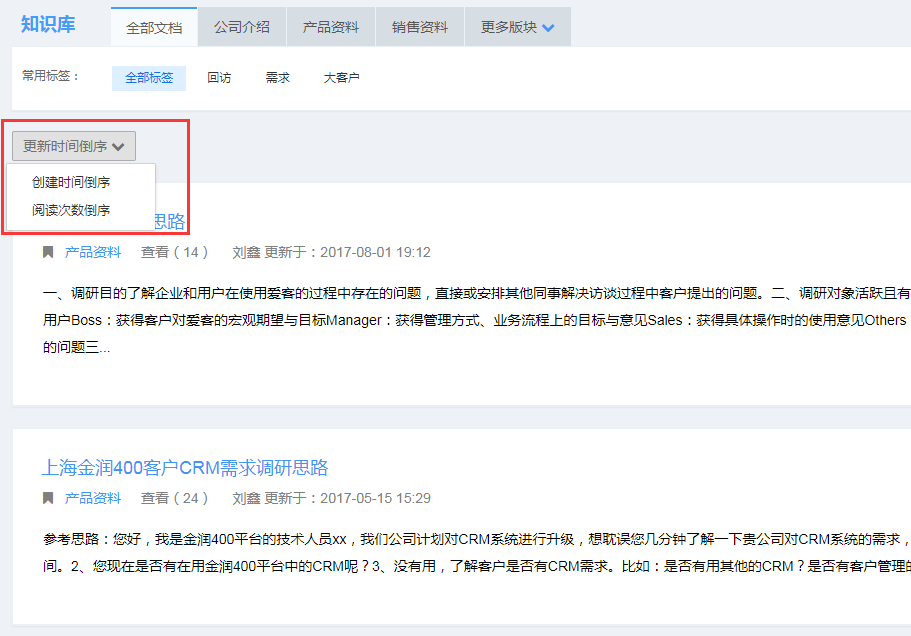 知识库 全部文档 公司介绍 产品资料 销售资料 更多版块
常用标签： 全部标签 回访 需求 大客户
更新时间倒序
创建时间倒序
阅读次数倒序
思路
产品资料 查看（14） 刘鑫 更新于：2017-08-01 19:12
一、调研目的了解企业和用户在使用爱客的过程中存在的问题，直接或安排其他同事解决访谈过程中客户提出的问题。二、调研对象活跃且有
用户Boss：获得客户对爱客的宏观期望与目标Manager：获得管理方式、业务流程上的目标与意见Sales：获得具体操作时的使用意见Others
的问题三...
上海金润400客户CRM需求调研思路
产品资料 查看（24） 刘鑫 更新于：2017-05-15 15:29
参考思路：您好，我是金润400平台的技术人员xx，我们公司计划对CRM系统进行升级，想耽误您几分钟了解一下贵公司对CRM系统的需求，
间。2、您现在是否有在用金润400平台中的CRM呢？3、没有用，了解客户是否有CRM需求。比如：是否有用其他的CRM？是否有客户管理的